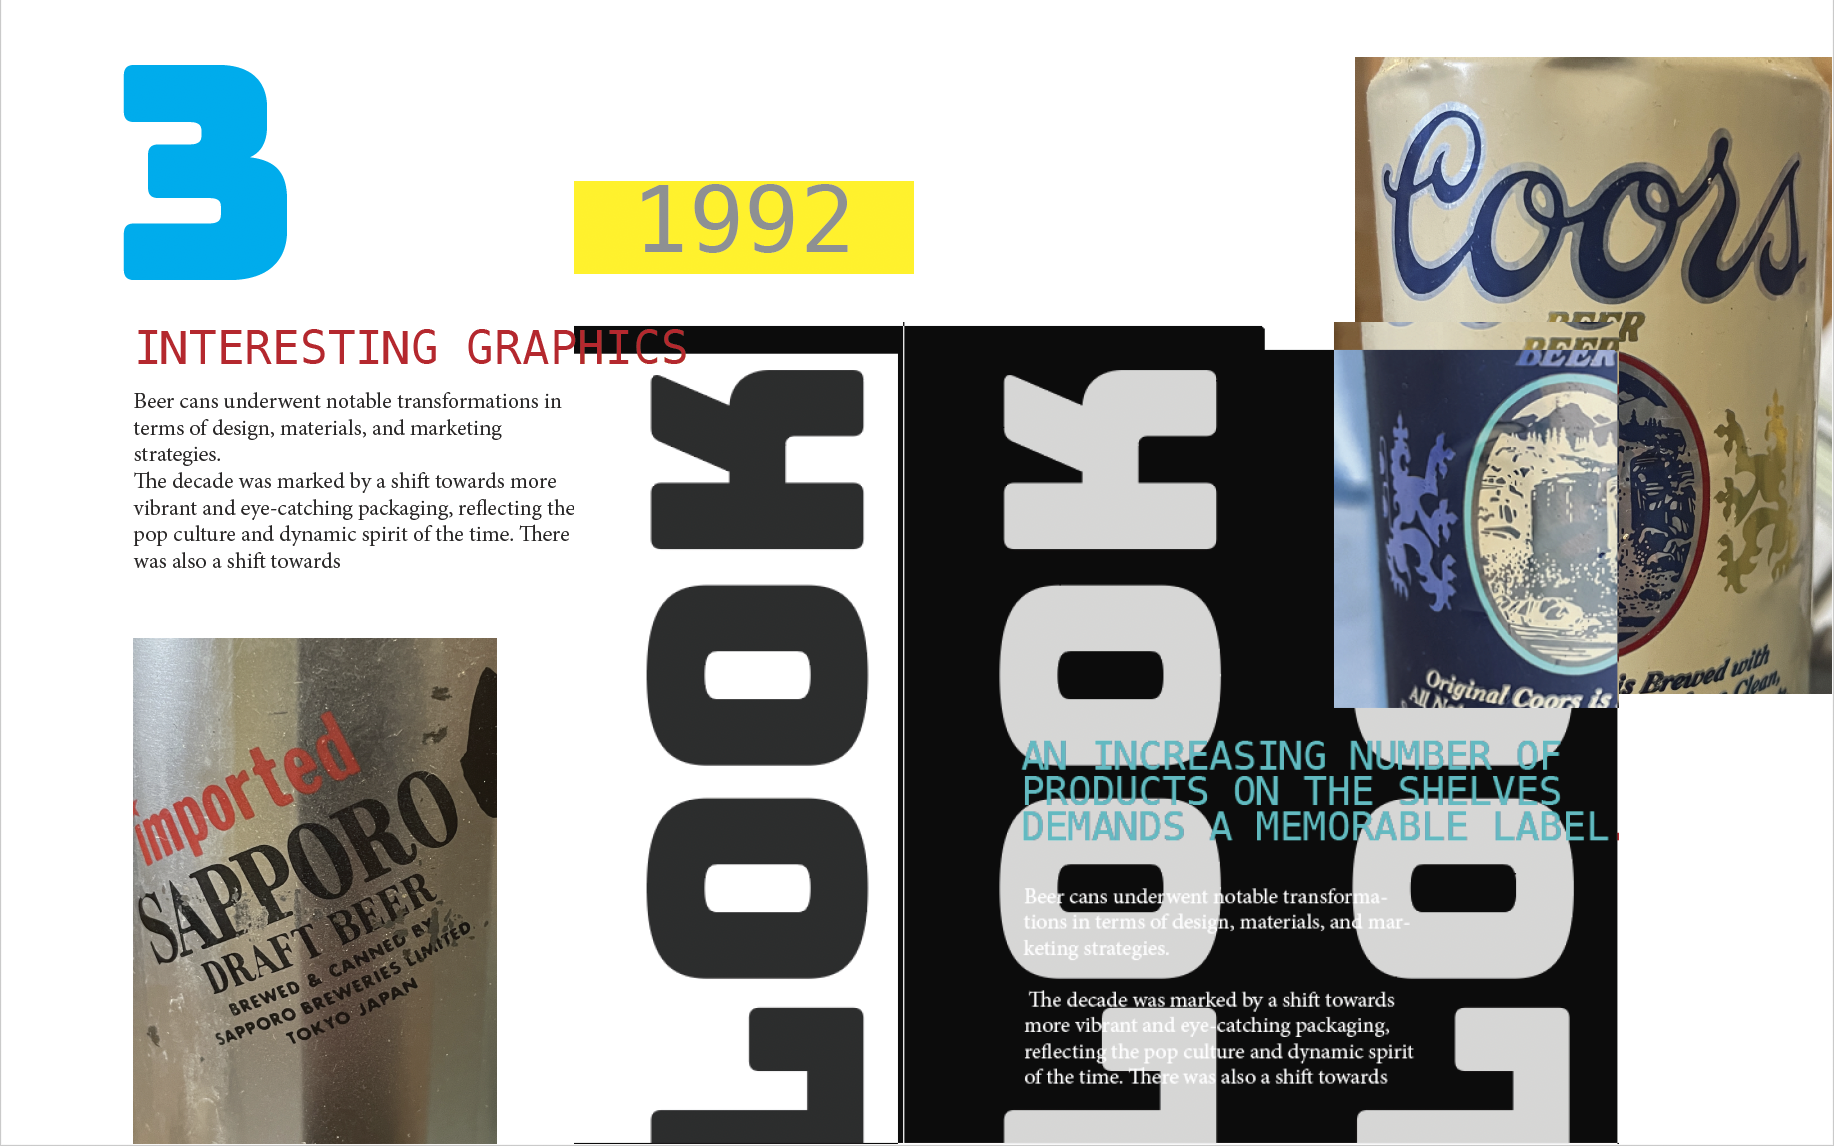 3
1992
INTERESTING GRAPHICS
Beer cans underwent notable transformations in
terms of design, materials, and marketing
strategies.
The decade was marked by a shift towards more
vibrant and eye-catching packaging, reflecting the
pop culture and dynamic spirit of the time. There
was also a shift towards
imported
SAPPORO
DRAFT BEER
BREWED & CANNED BY
SAPPORO BREWERIES LIMITED
TOKYO JAPAN
LOOK
LOOK
LOO
Coors
BEER
BEER
Original Coors is
All
is Brewed with
Clean,
AN INCREASING NUMBER OF
PRODUCTS ON THE SHELVES
DEMANDS A MEMORABLE LABEL.
Beer cans underwent notable transforma-
tions in terms of design, materials, and mar-
keting strategies.
The decade was marked by a shift towards
more vibrant and eye-catching packaging,
reflecting the pop culture and dynamic spirit
of the time. There was also a shift towards